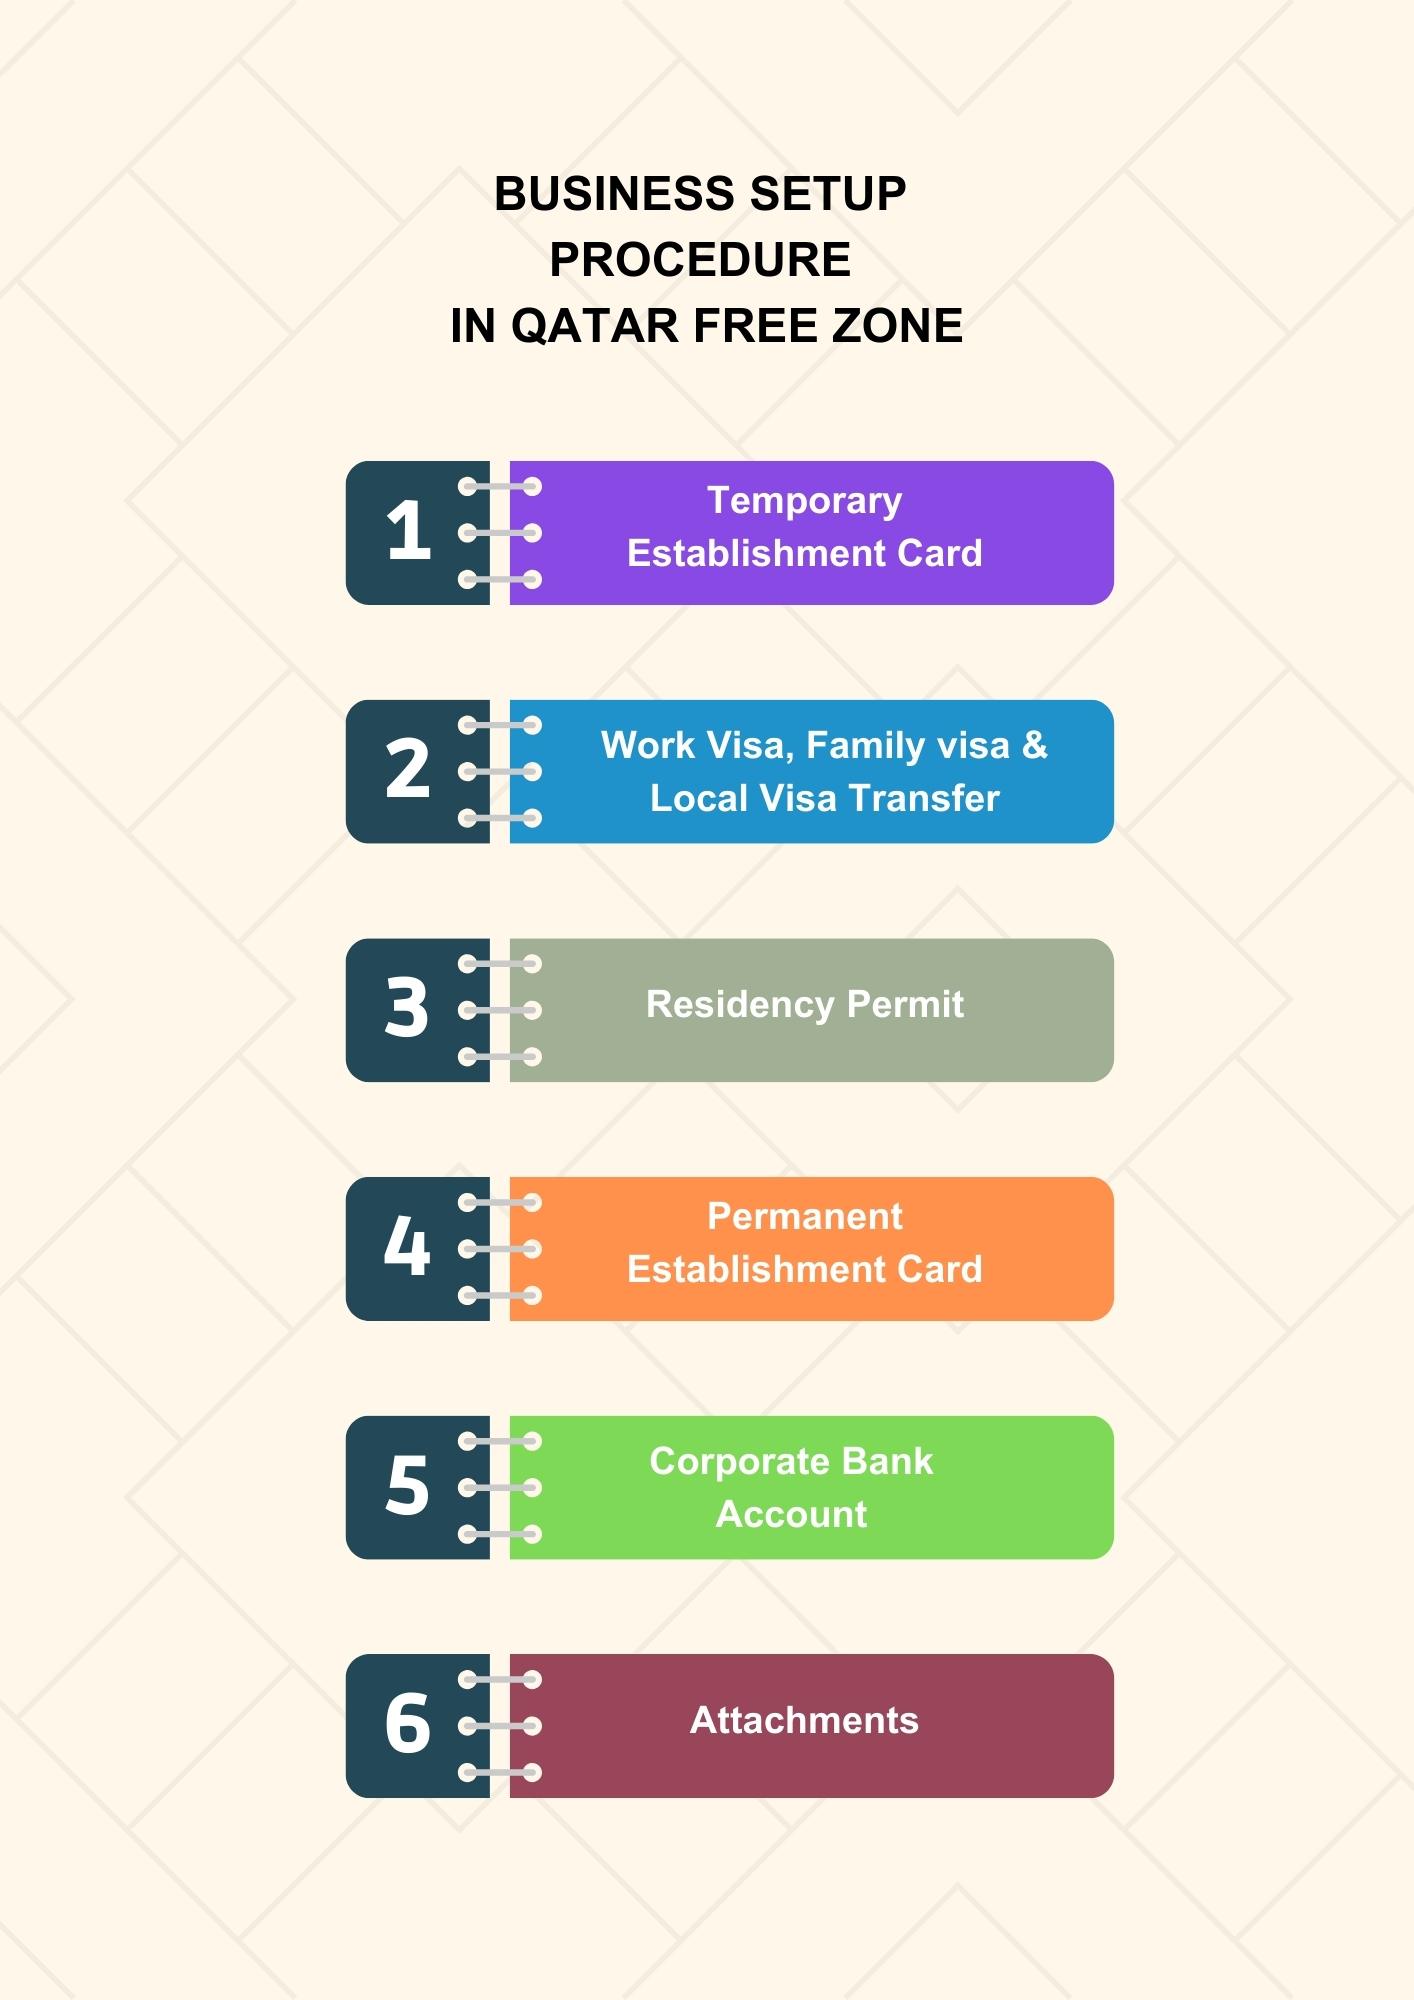 BUSINESS SETUP
PROCEDURE
IN QATAR FREE ZONE
1
Temporary
Establishment Card
2
Work Visa, Family visa &
Local Visa Transfer
3
Residency Permit
4
Permanent
Establishment Card
5
Corporate Bank
Account
6
Attachments